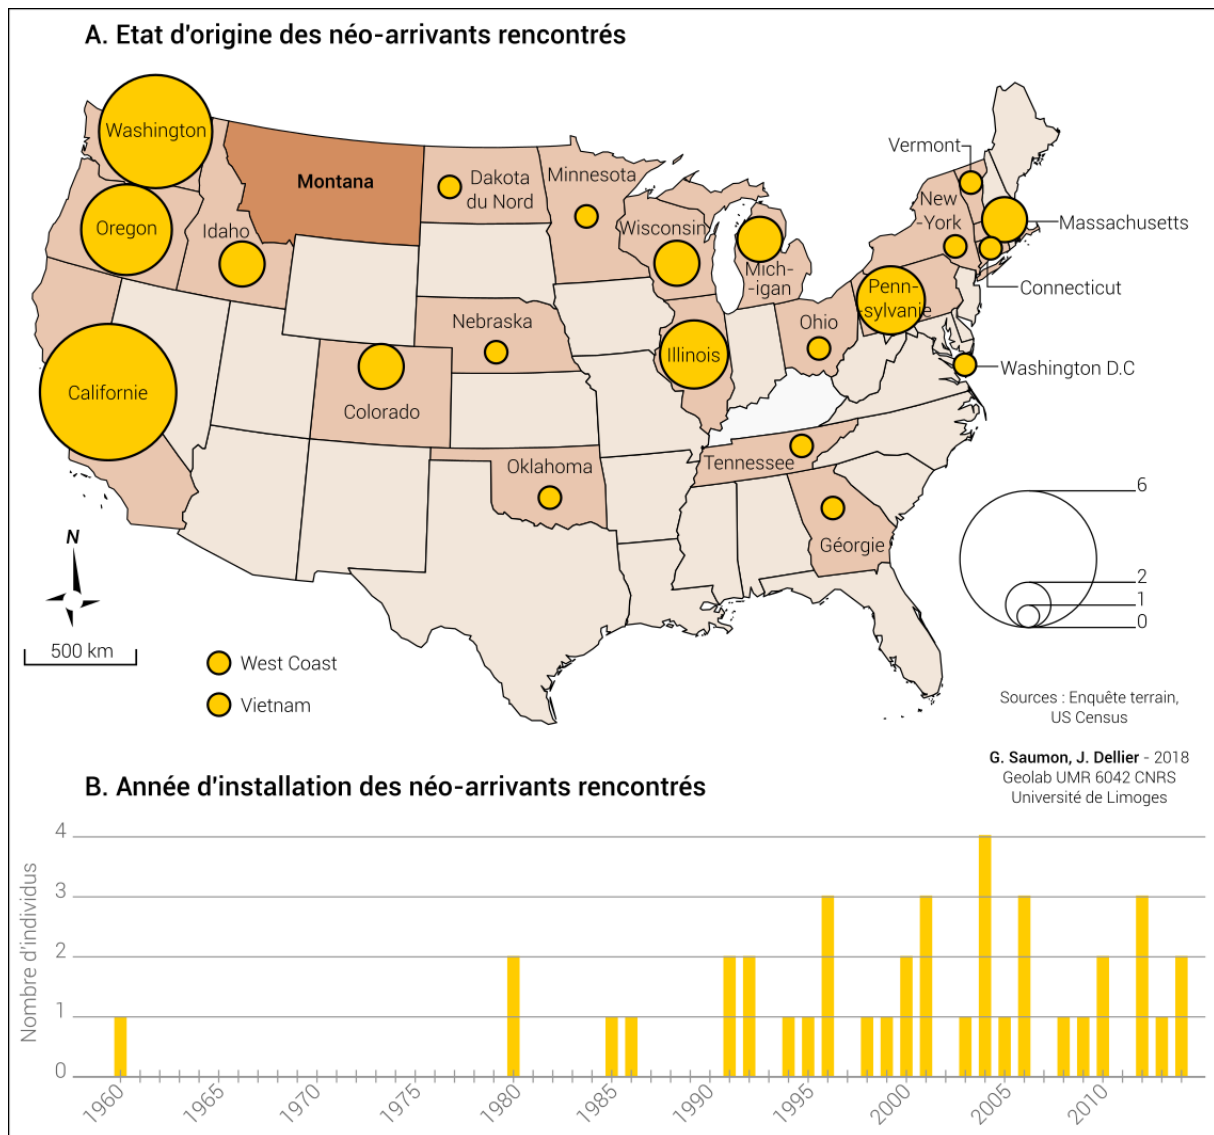 A. Etat d'origine des néo-arrivants rencontrés
Washington
Montana
Dakota
du Nord
Minnesota
Vermont
New
-York
Massachusetts
Oregon
Idaho
Wisconsin
Mich-
-igan
Connecticut
Penn-
-sylvanie
Nebraska
Ohio
Illinois
Washington D.C
Californie
Colorado
Oklahoma
Tennessee
Géorgie
6
2
1
0
N
500 km
West Coast
Vietnam
Sources : Enquête terrain,
US Census
G. Saumon, J. Dellier - 2018
Geolab UMR 6042 CNRS
Université de Limoges
B. Année d'installation des néo-arrivants rencontrés
Nombre d'individus
4
3
2
1
0
1960
1965
1970
1975
1980
1985
1990
1995
2000
2005
2010